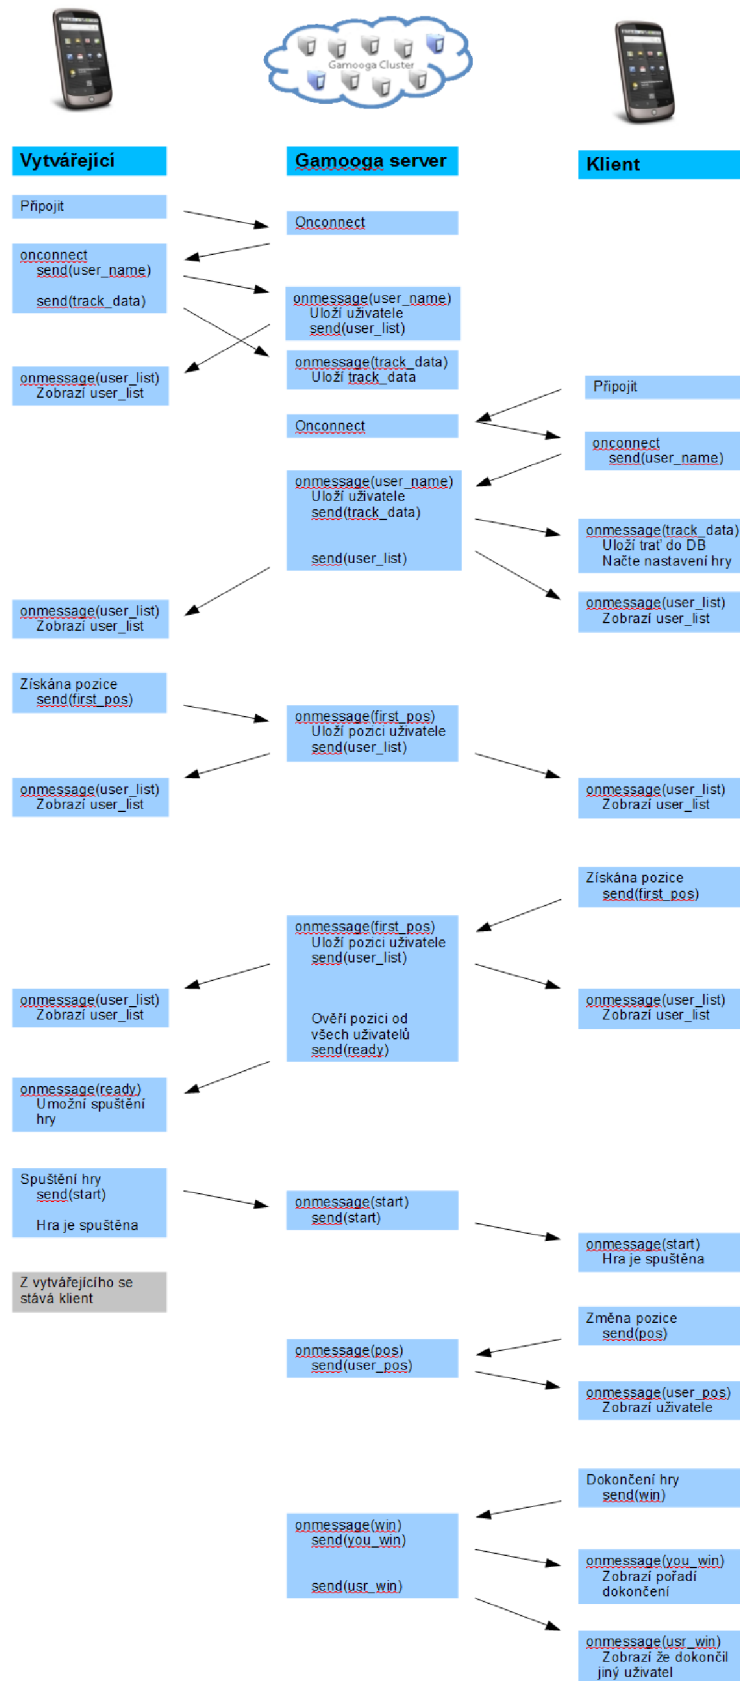 Gamooga Cluster
Vytvářející
Gamooga server
Klient
Připojit
Onconnect
onconnect
send(user_name)
send(track_data)
onmessage(user_name)
Uloží uživatele
send(user_list)
onmessage(track_data)
Uloží track_data
onmessage(user_list)
Zobrazí user_list
Připojit
Onconnect
onconnect
send(user_name)
onmessage(user_name)
Uloží uživatele
send(track_data)
send(user_list)
onmessage(track_data)
Uloží trať do DB
Načte nastavení hry
onmessage(user_list)
Zobrazí user_list
onmessage(user_list)
Zobrazí user_list
Získána pozice
send(first_pos)
onmessage(first_pos)
Uloží pozici uživatele
send(user_list)
onmessage(user_list)
Zobrazí user_list
onmessage(user_list)
Zobrazí user_list
Získána pozice
send(first_pos)
onmessage(first_pos)
Uloží pozici uživatele
send(user_list)
Ověří pozici od
všech uživatelů
send(ready)
onmessage(user_list)
Zobrazí user_list
onmessage(user_list)
Zobrazí user_list
onmessage(ready)
Umožní spuštění
hry
Spuštění hry
send(start)
Hra je spuštěna
onmessage(start)
send(start)
onmessage(start)
Hra je spuštěna
Z vytvářejícího se
stává klient
Změna pozice
send(pos)
onmessage(pos)
send(user_pos)
onmessage(user_pos)
Zobrazí uživatele
Dokončení hry
send(win)
onmessage(win)
send(you_win)
send(usr_win)
onmessage(you_win)
Zobrazí pořadí
dokončení
onmessage(usr_win)
Zobrazí že dokončil
jiný uživatel